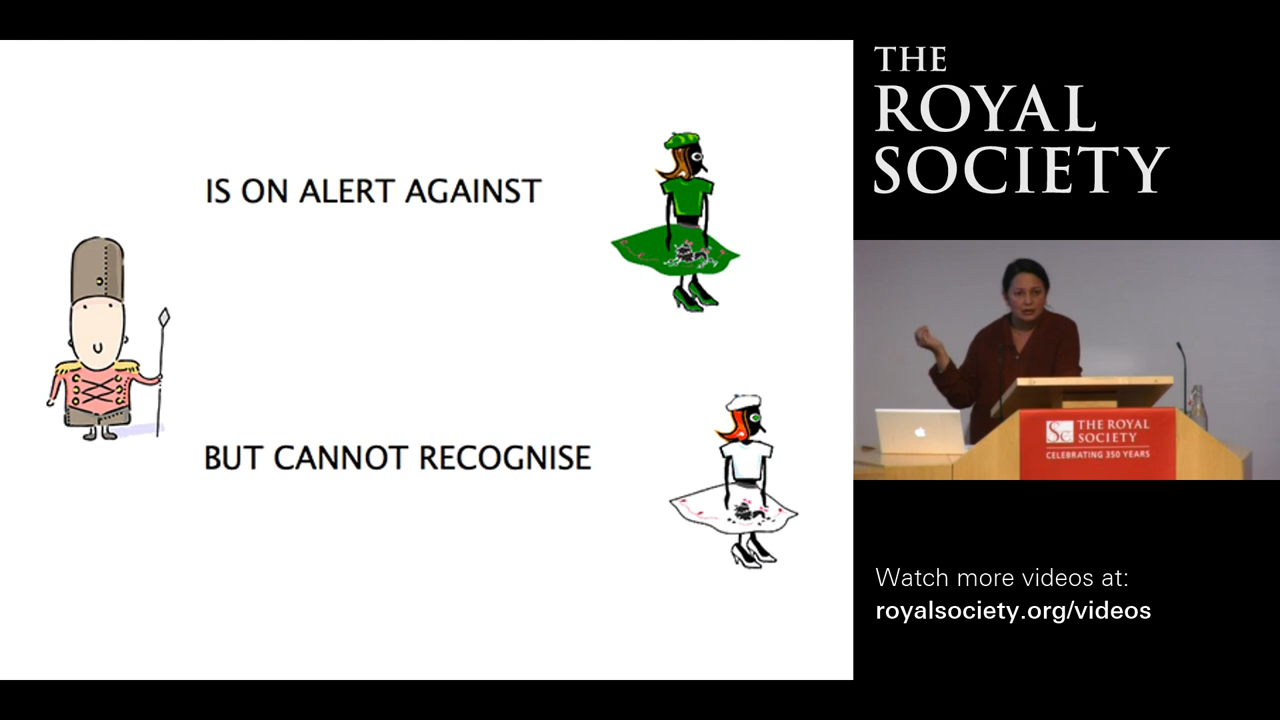 IS ON ALERT AGAINST
BUT CANNOT RECOGNISE
THE
ROYAL
SOCIETY
THE ROYAL
SOCIETY
CELEBRATING 350 YEARS
Watch more videos at:
royalsociety.org/videos